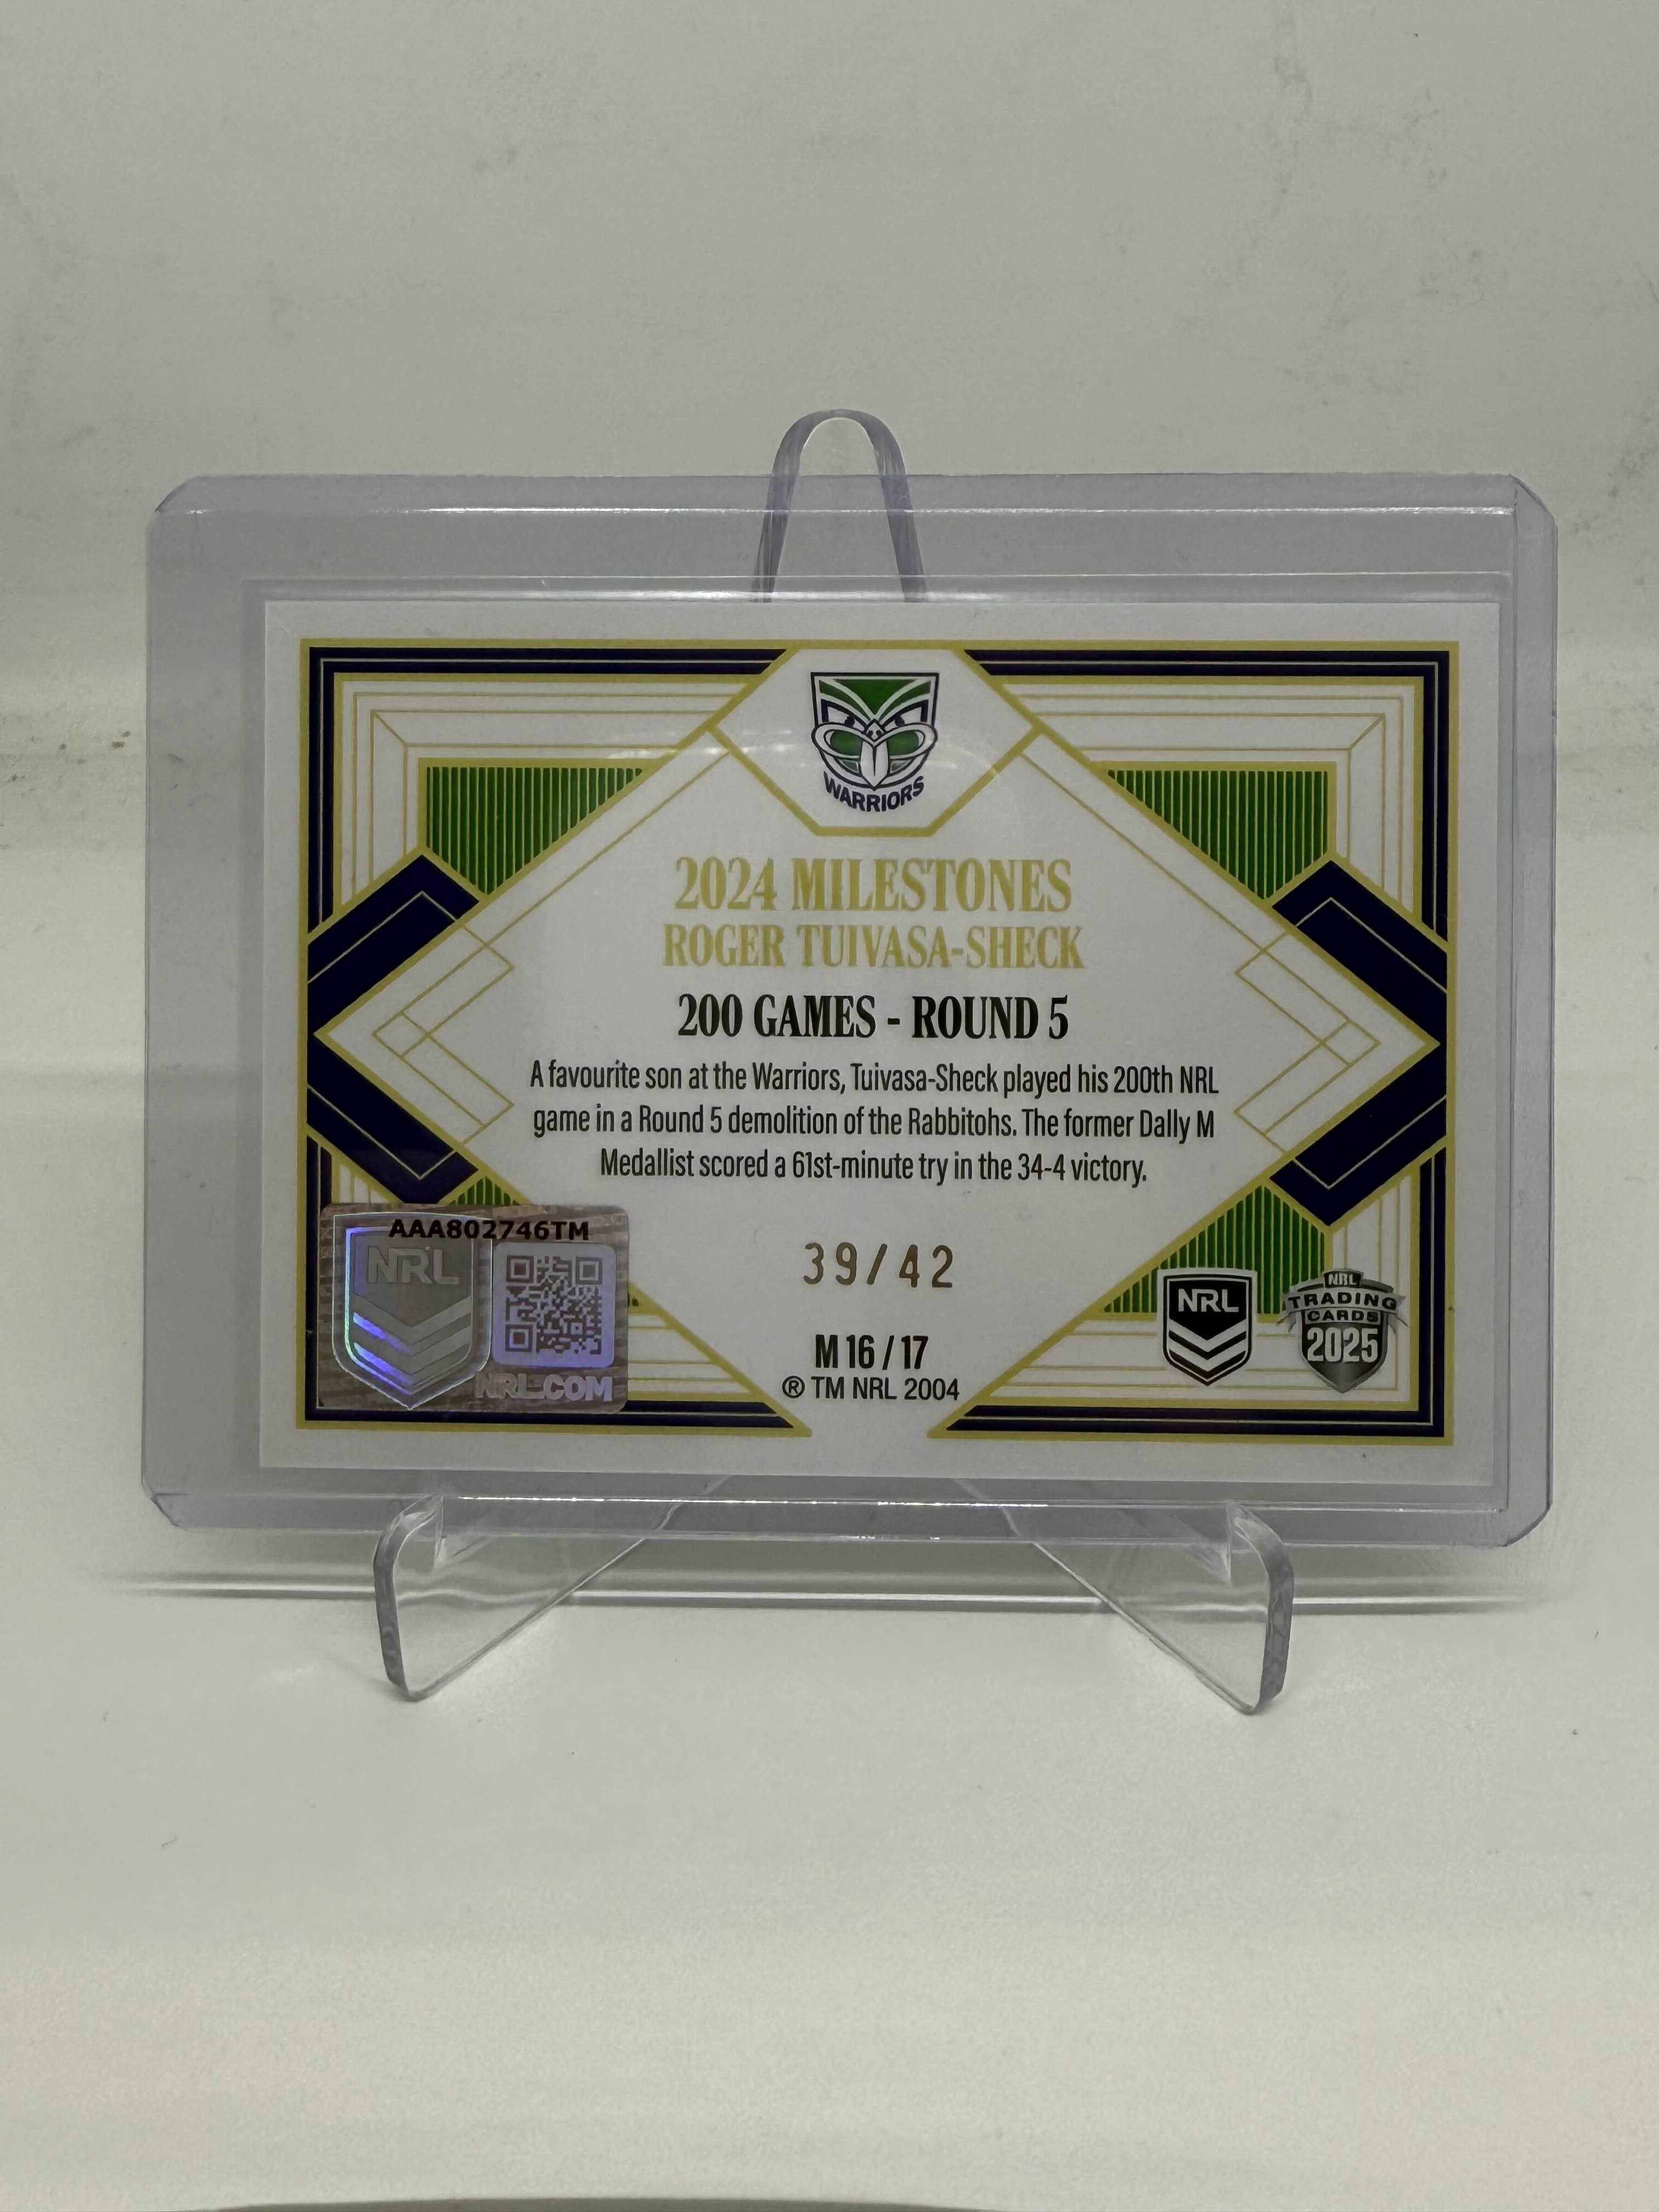 WARRIORS
2024 MILESTONES
ROGER TUIVASA-SHECK
200 GAMES - ROUND 5
A favourite son at the Warriors, Tuivasa-Sheck played his 200th NRL
game in a Round 5 demolition of the Rabbitohs. The former Dally M
Medallist scored a 61st-minute try in the 34-4 victory.
AAA802746TM
NRL
NRL.COM
39/42
M 16 / 17
® TM NRL 2004
NRL
NRL
TRADING
CARDS
2025